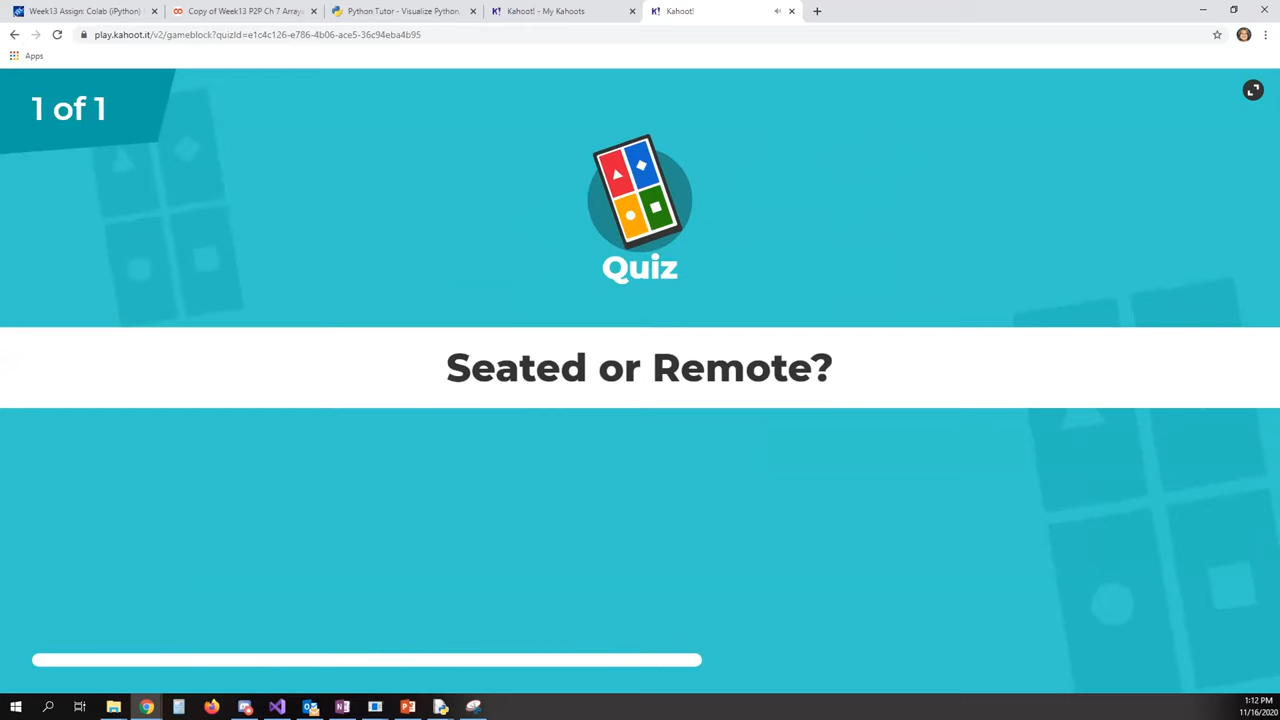 Week13 Assign: Colab (iPython)
Copy of Week13 P2P Ch 7 Arrays
Python Tutor - Visualize Python,
K! Kahoot! - My Kahoots
K! Kahoot!
play.kahoot.it/v2/gameblock?quizId=e1c4c126-e786-4b06-ace5-36c94eba4b95
Apps
1 of 1
Quiz
Seated or Remote?
1:12 PM
11/16/2020